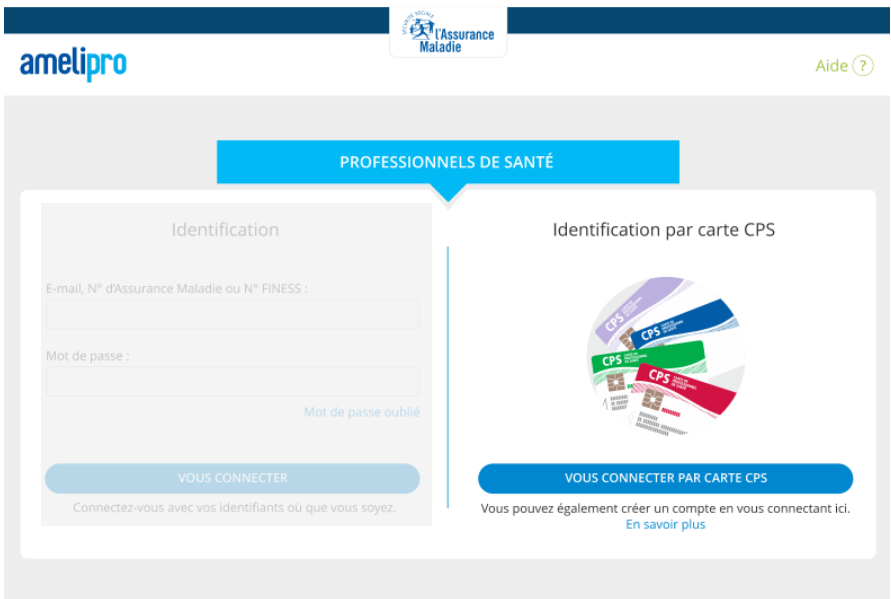 SÉCURITÉ SOCIALE
l'Assurance
Maladie
amelipro
Aide ?
PROFESSIONNELS DE SANTÉ
Identification
E-mail, N° d'Assurance Maladie ou N° FINESS :
Mot de passe :
Mot de passe oublié
VOUS CONNECTER
Connectez-vous avec vos identifiants où que vous soyez.
Identification par carte CPS
CPS
CPS
CPS
CPS
VOUS CONNECTER PAR CARTE CPS
Vous pouvez également créer un compte en vous connectant ici.
En savoir plus